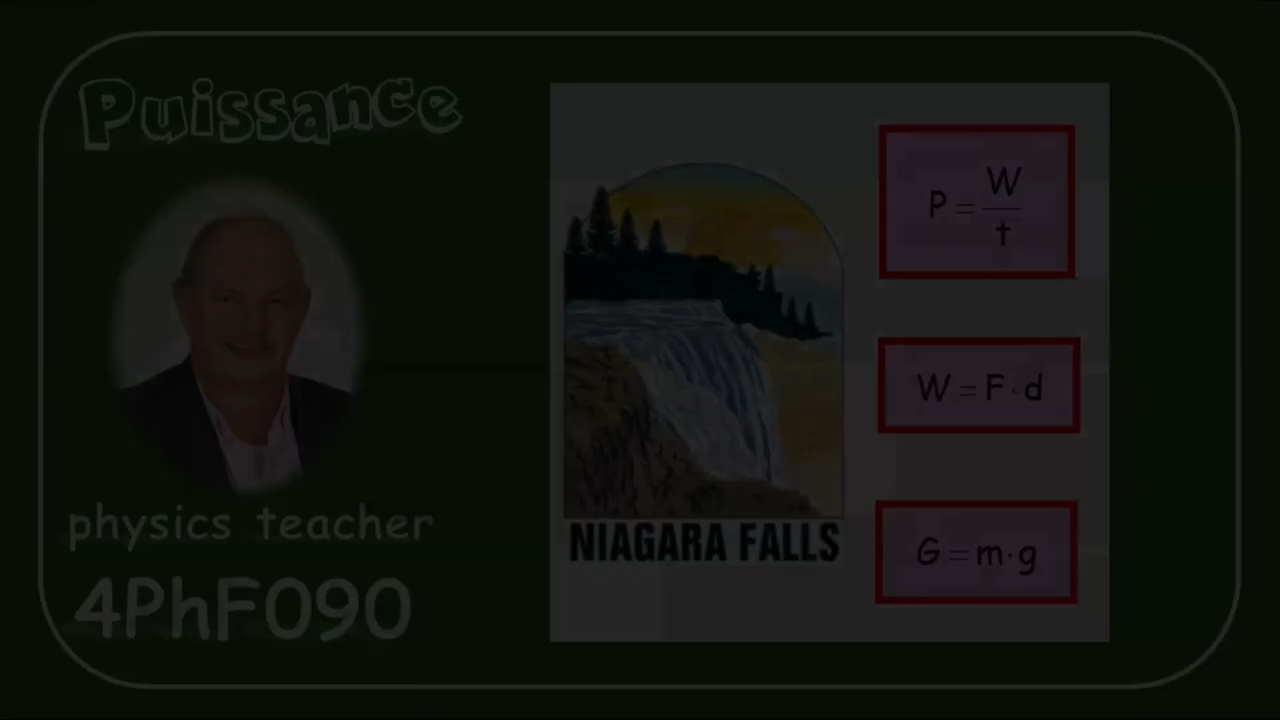 Puissance
physics teacher
4PhF090
NIAGARA FALLS
P = W/t
W = F · d
G = m · g